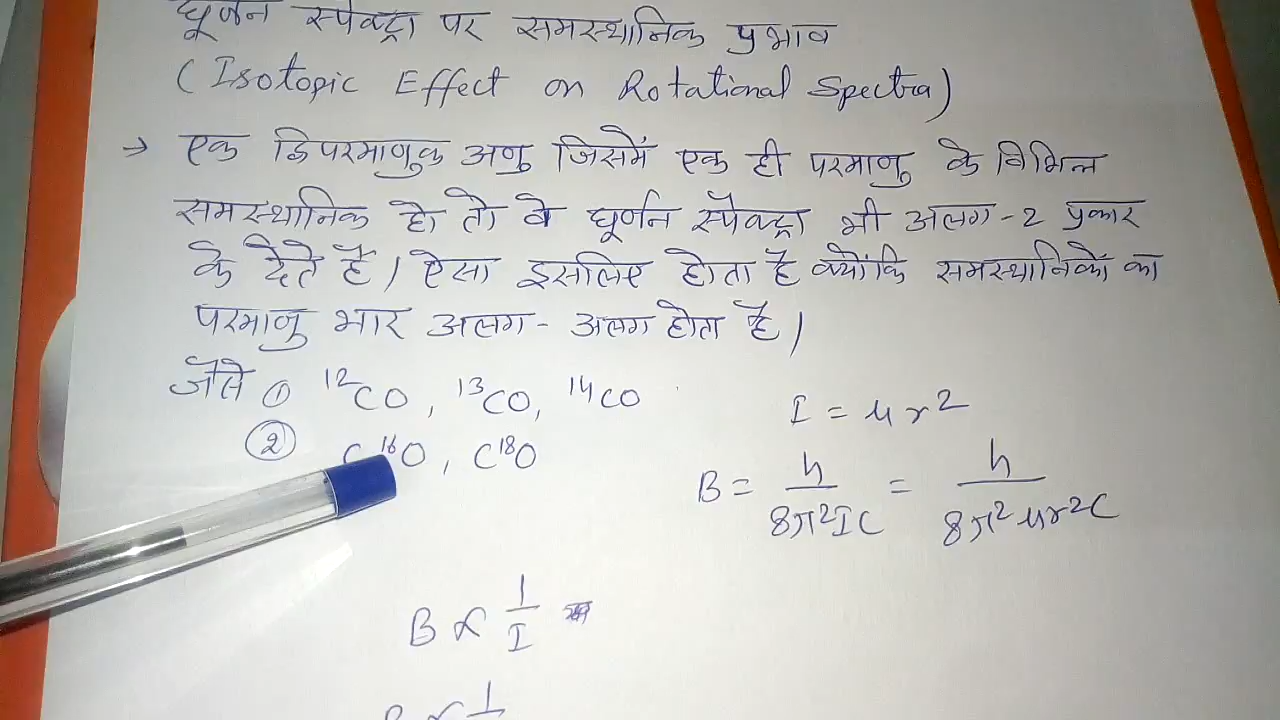 घूर्णन स्पेक्ट्रा पर समस्थानिक प्रभाव
(Isotopic Effect on Rotational Spectra)
→ एक द्विपरमाणुक अणु जिसमें एक ही परमाणु के विभिन्न
समस्थानिक हो तो वे घूर्णन स्पैक्ट्रा भी अलग-2 प्रकार
के देते हैं। ऐसा इसलिए होता है क्योंकि समस्थानिकों का
परमाणु भार अलग-अलग होता है।
जैसे ① ¹²CO, ¹³CO, ¹⁴CO
I = μr²
② C¹⁶O, C¹⁸O
B = h/8π²IC = h/8π²μr²C
B ∝ 1/I